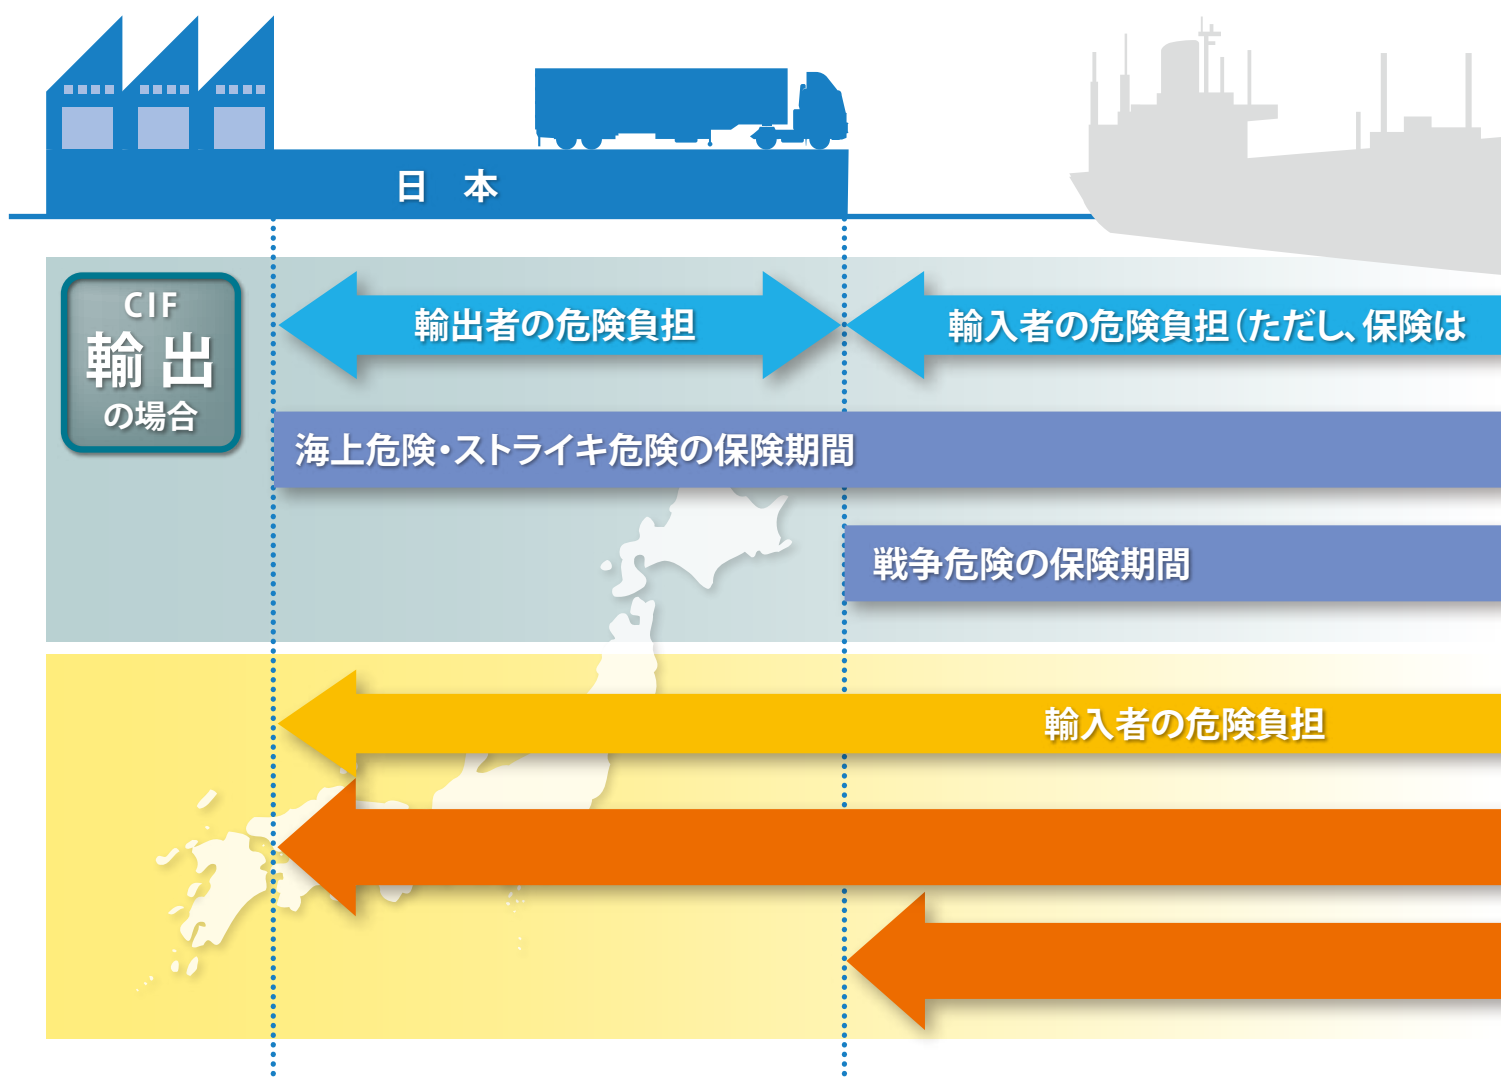 日 本
CIF
輸出
の場合
輸出者の危険負担
輸入者の危険負担(ただし、保険は
海上危険・ストライキ危険の保険期間
戦争危険の保険期間
輸入者の危険負担